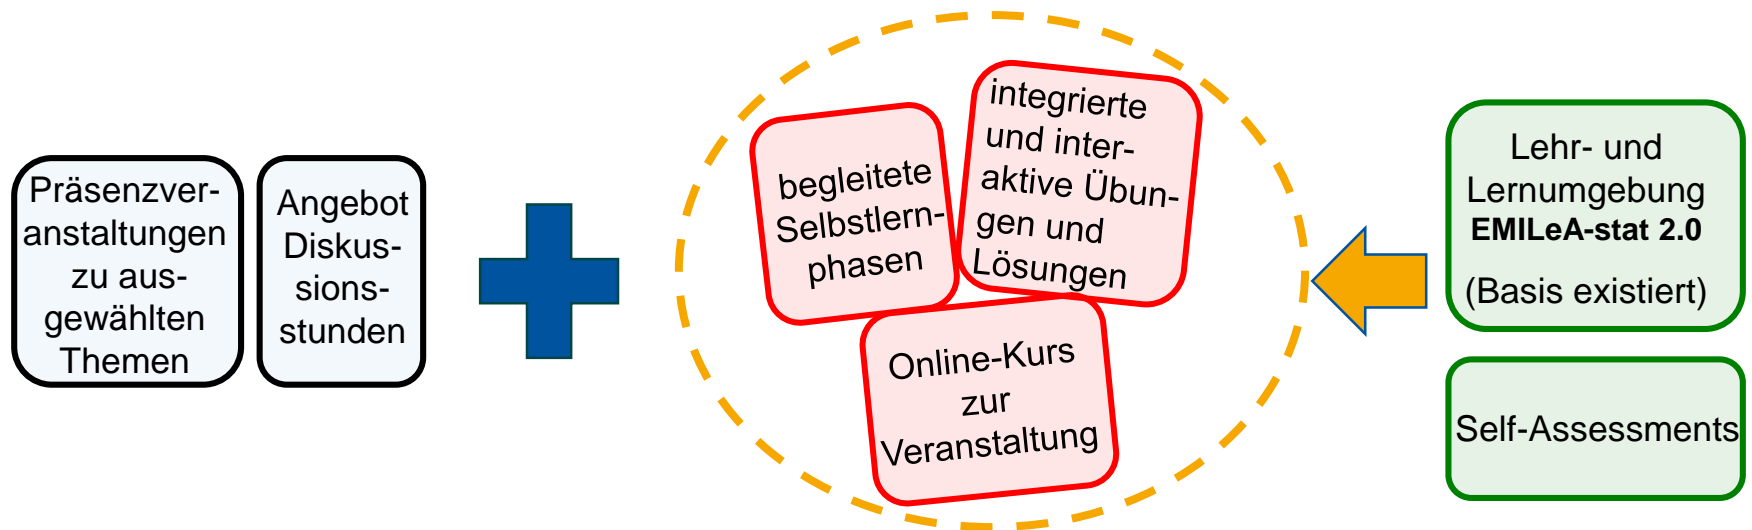 Präsenzver-
anstaltungen
zu aus-
gewählten
Themen
Angebot
Diskus-
sions-
stunden
begleitete
Selbstlern-
phasen
integrierte
und inter-
aktive Übun-
gen und
Lösungen
Online-Kurs
zur
Veranstaltung
Lehr- und
Lernumgebung
EMILeA-stat 2.0
(Basis existiert)
Self-Assessments